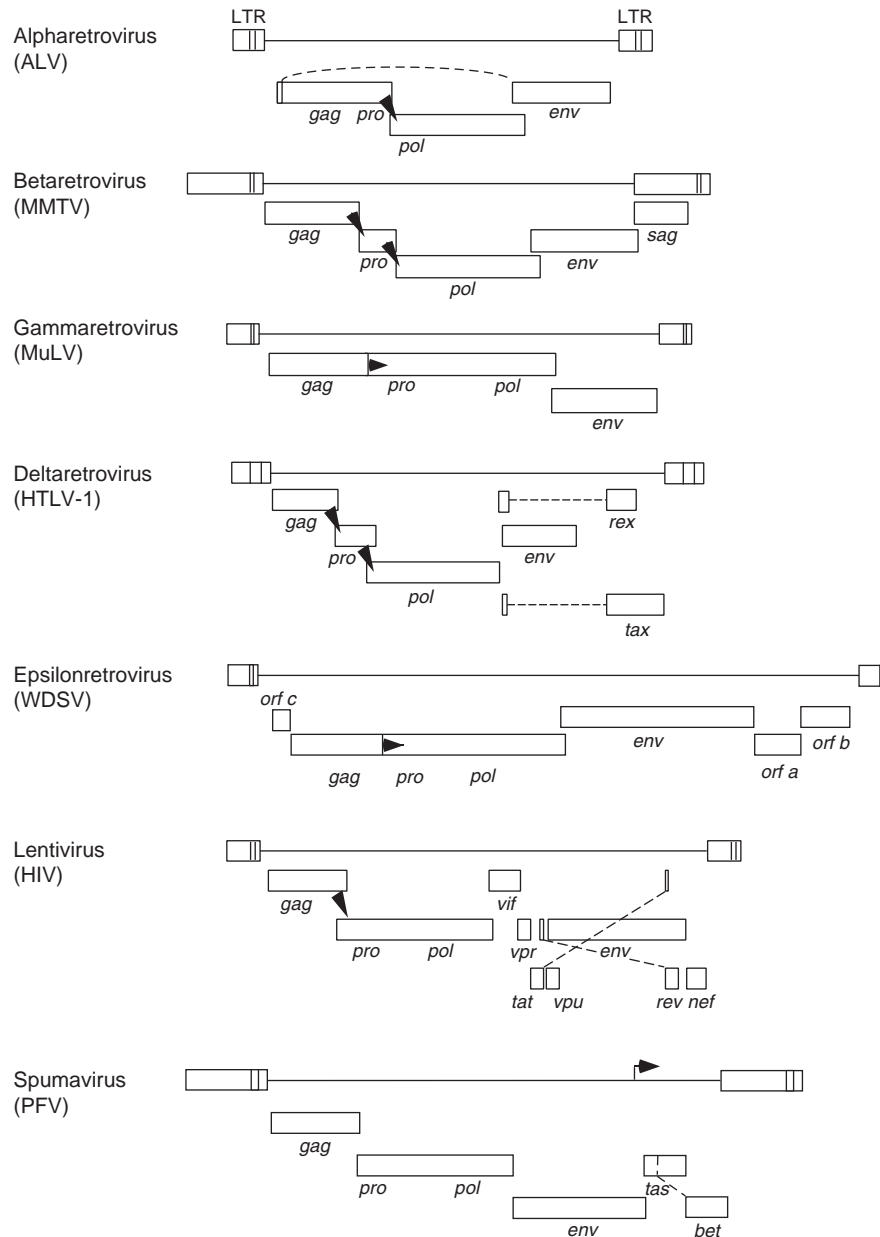 LTR LTR
Alpharetrovirus
(ALV)
gag pro env
pol
Betaretrovirus
(MMTV)
gag sag
pro env
pol
Gammaretrovirus
(MuLV)
gag pro pol
env
Deltaretrovirus
(HTLV-1)
gag rex
pro env
pol
tax
Epsilonretrovirus
(WDSV)
orf c
env orf b
gag pro pol orf a
Lentivirus
(HIV)
gag vif
pro pol vpr env
tat vpu rev nef
Spumavirus
(PFV)
gag
pro pol tas
env bet